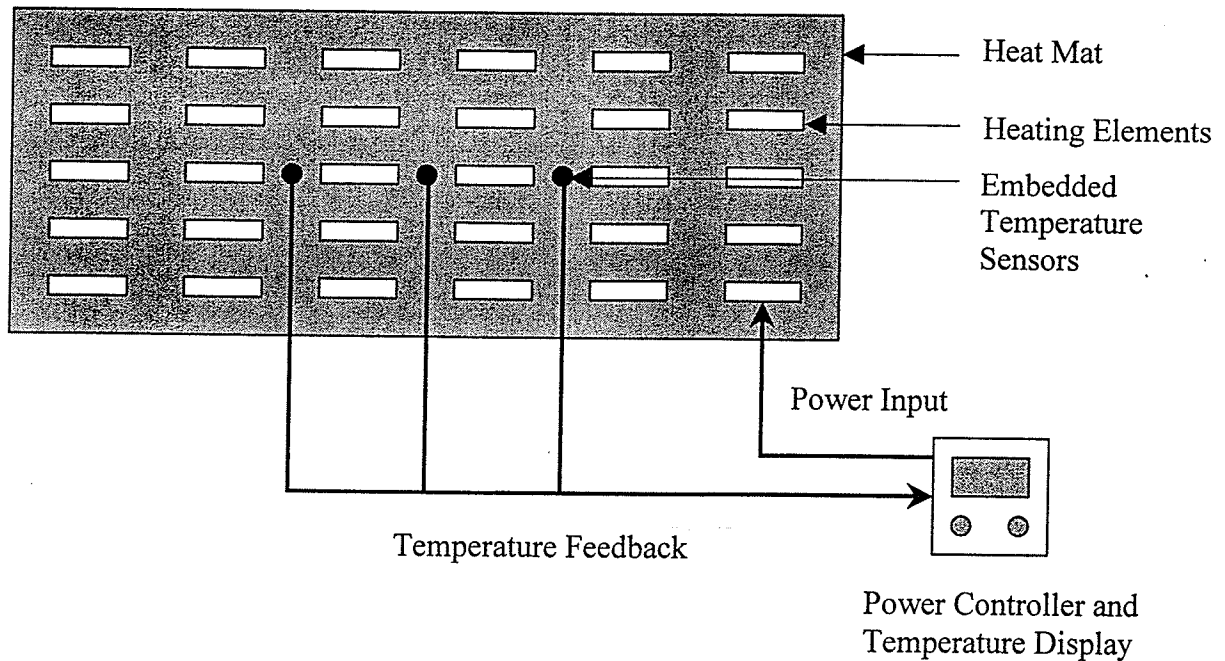 Heat Mat
Heating Elements
Embedded
Temperature
Sensors
Power Input
Temperature Feedback
Power Controller and
Temperature Display